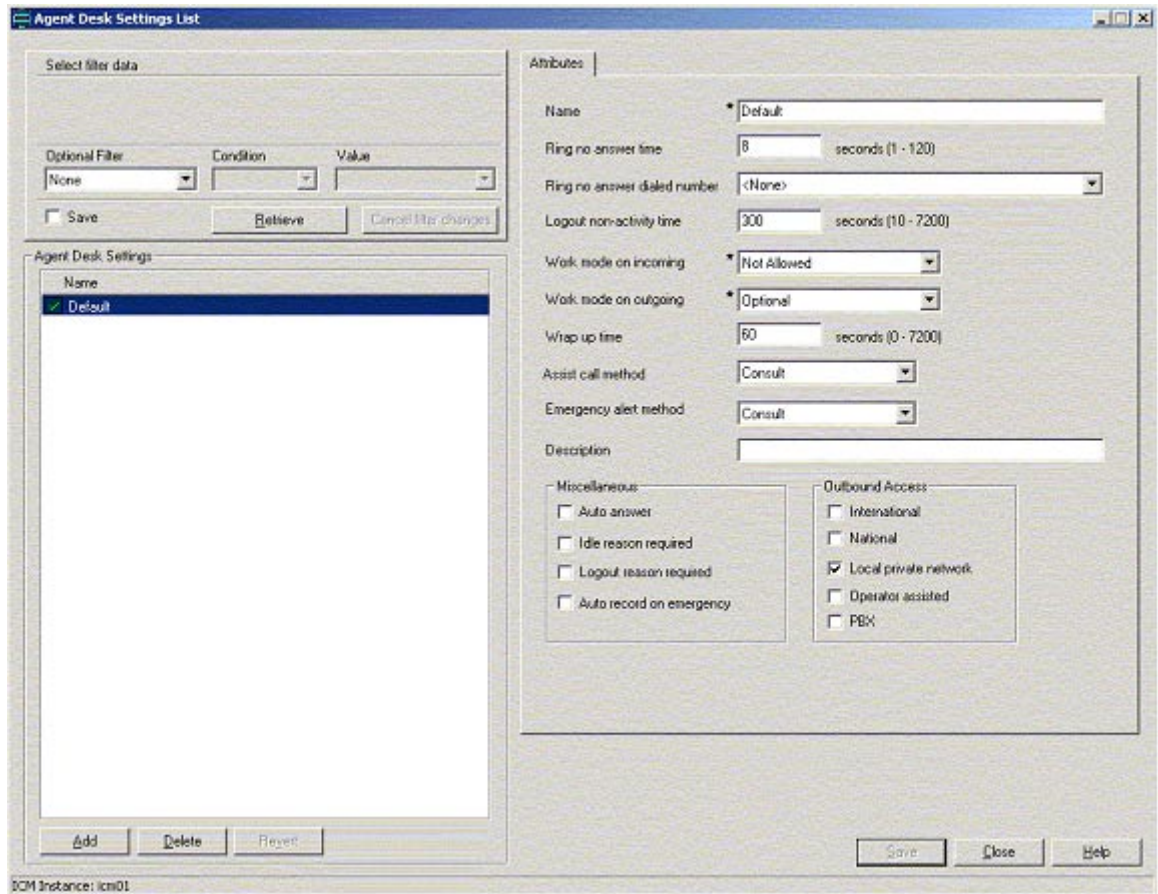 Agent Desk Settings List
Select filter data
Optional Filter Condition Value
None
Save Retrieve Cancel filter changes
Agent Desk Settings
Name
Default
Add Delete Revert
Attributes
Name * Default
Ring no answer time 8 seconds (1 - 120)
Ring no answer dialed number <None>
Logout non-activity time 300 seconds (10 - 7200)
Work mode on incoming * Not Allowed
Work mode on outgoing * Optional
Wrap up time 60 seconds (0 - 7200)
Assist call method Consult
Emergency alert method Consult
Description
Miscellaneous
Auto answer
Idle reason required
Logout reason required
Auto record on emergency
Outbound Access
International
National
Local private network
Operator assisted
PBX
Save Close Help
ICM Instance: icm01